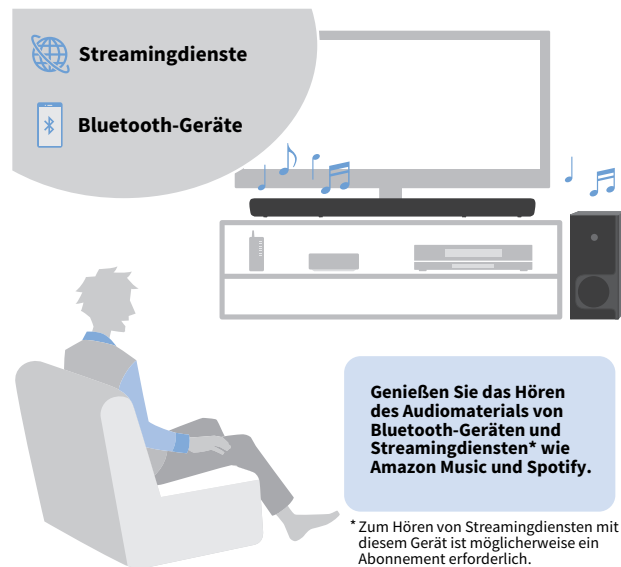 Streamingdienste
Bluetooth-Geräte
Genießen Sie das Hören
des Audiomaterials von
Bluetooth-Geräten und
Streamingdiensten* wie
Amazon Music und Spotify.
* Zum Hören von Streamingdiensten mit
diesem Gerät ist möglicherweise ein
Abonnement erforderlich.